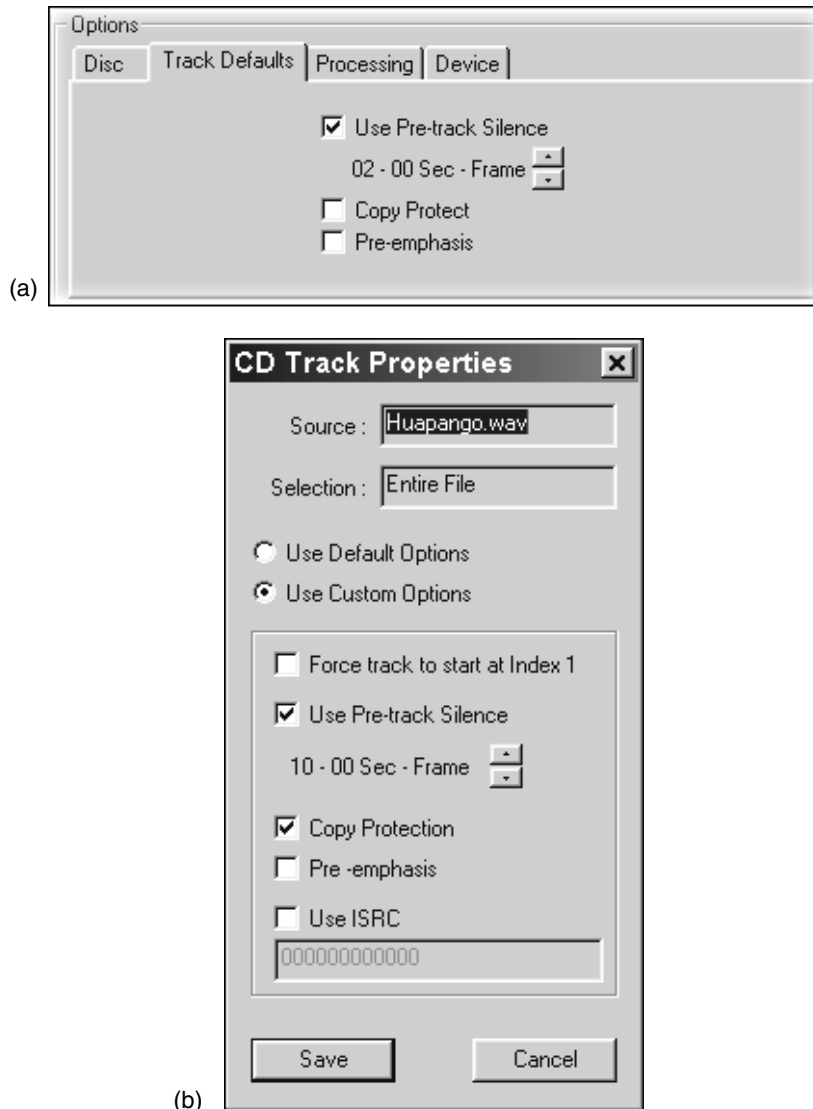 Options
Disc Track Defaults Processing Device
Use Pre-track Silence
02 - 00 Sec - Frame
Copy Protect
Pre-emphasis
(a)
CD Track Properties
Source : Huapango.wav
Selection : Entire File
Use Default Options
Use Custom Options
Force track to start at Index 1
Use Pre-track Silence
10 - 00 Sec - Frame
Copy Protection
Pre -emphasis
Use ISRC
000000000000
Save Cancel
(b)